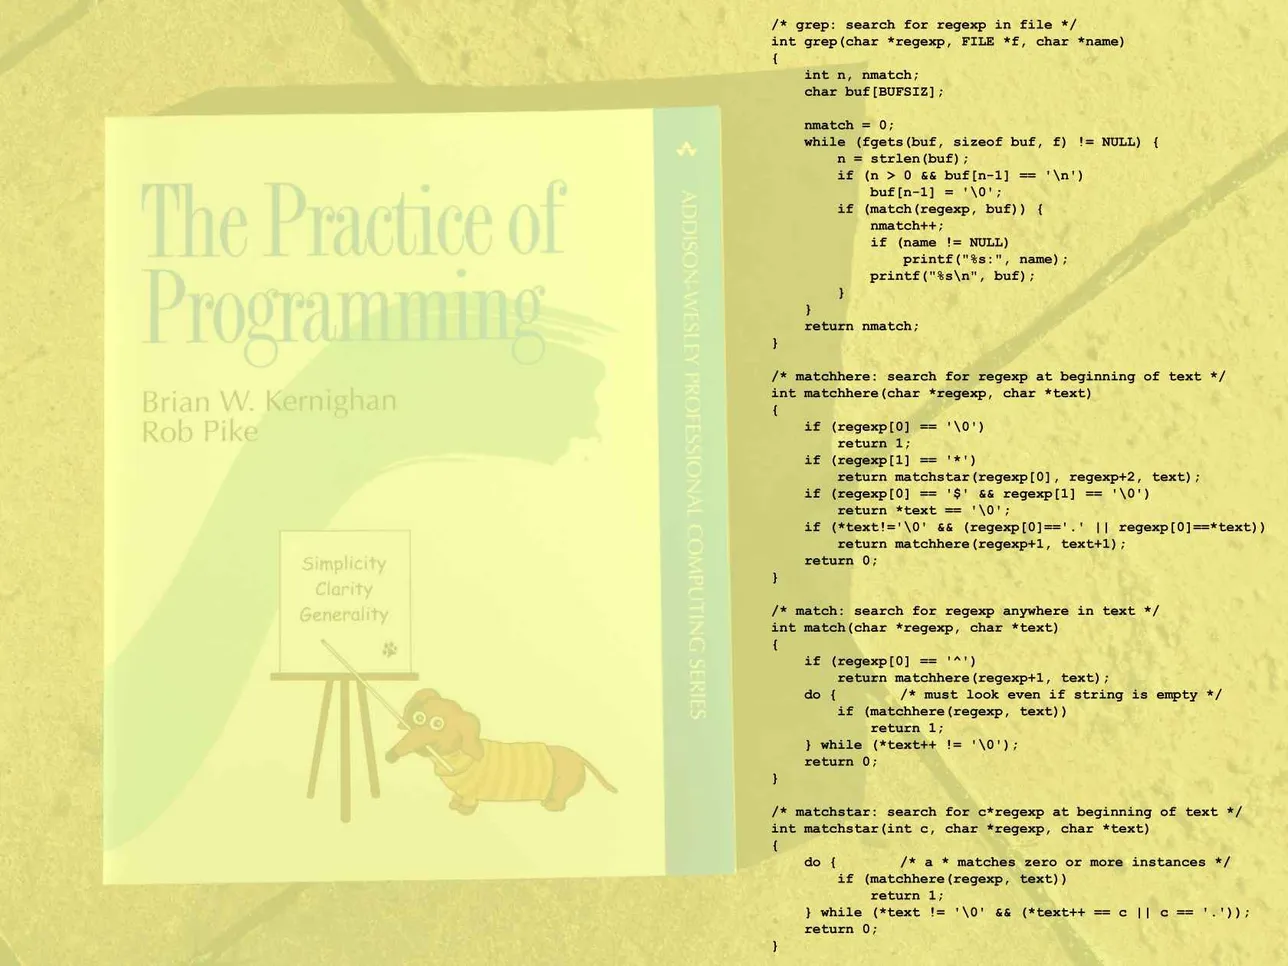 The Practice of
Programming
Brian W. Kernighan
Rob Pike
Simplicity
Clarity
Generality
ADDISON-WESLEY PROFESSIONAL COMPUTING SERIES
/* grep: search for regexp in file */
int grep(char *regexp, FILE *f, char *name)
{
    int n, nmatch;
    char buf[BUFSIZ];

    nmatch = 0;
    while (fgets(buf, sizeof buf, f) != NULL) {
        n = strlen(buf);
        if (n > 0 && buf[n-1] == '\n')
            buf[n-1] = '\0';
        if (match(regexp, buf)) {
            nmatch++;
            if (name != NULL)
                printf("%s:", name);
            printf("%s\n", buf);
        }
    }
    return nmatch;
}

/* matchhere: search for regexp at beginning of text */
int matchhere(char *regexp, char *text)
{
    if (regexp[0] == '\0')
        return 1;
    if (regexp[1] == '*')
        return matchstar(regexp[0], regexp+2, text);
    if (regexp[0] == '$' && regexp[1] == '\0')
        return *text == '\0';
    if (*text!='\0' && (regexp[0]=='.' || regexp[0]==*text))
        return matchhere(regexp+1, text+1);
    return 0;
}

/* match: search for regexp anywhere in text */
int match(char *regexp, char *text)
{
    if (regexp[0] == '^')
        return matchhere(regexp+1, text);
    do {        /* must look even if string is empty */
        if (matchhere(regexp, text))
            return 1;
    } while (*text++ != '\0');
    return 0;
}

/* matchstar: search for c*regexp at beginning of text */
int matchstar(int c, char *regexp, char *text)
{
    do {        /* a * matches zero or more instances */
        if (matchhere(regexp, text))
            return 1;
    } while (*text != '\0' && (*text++ == c || c == '.'));
    return 0;
}